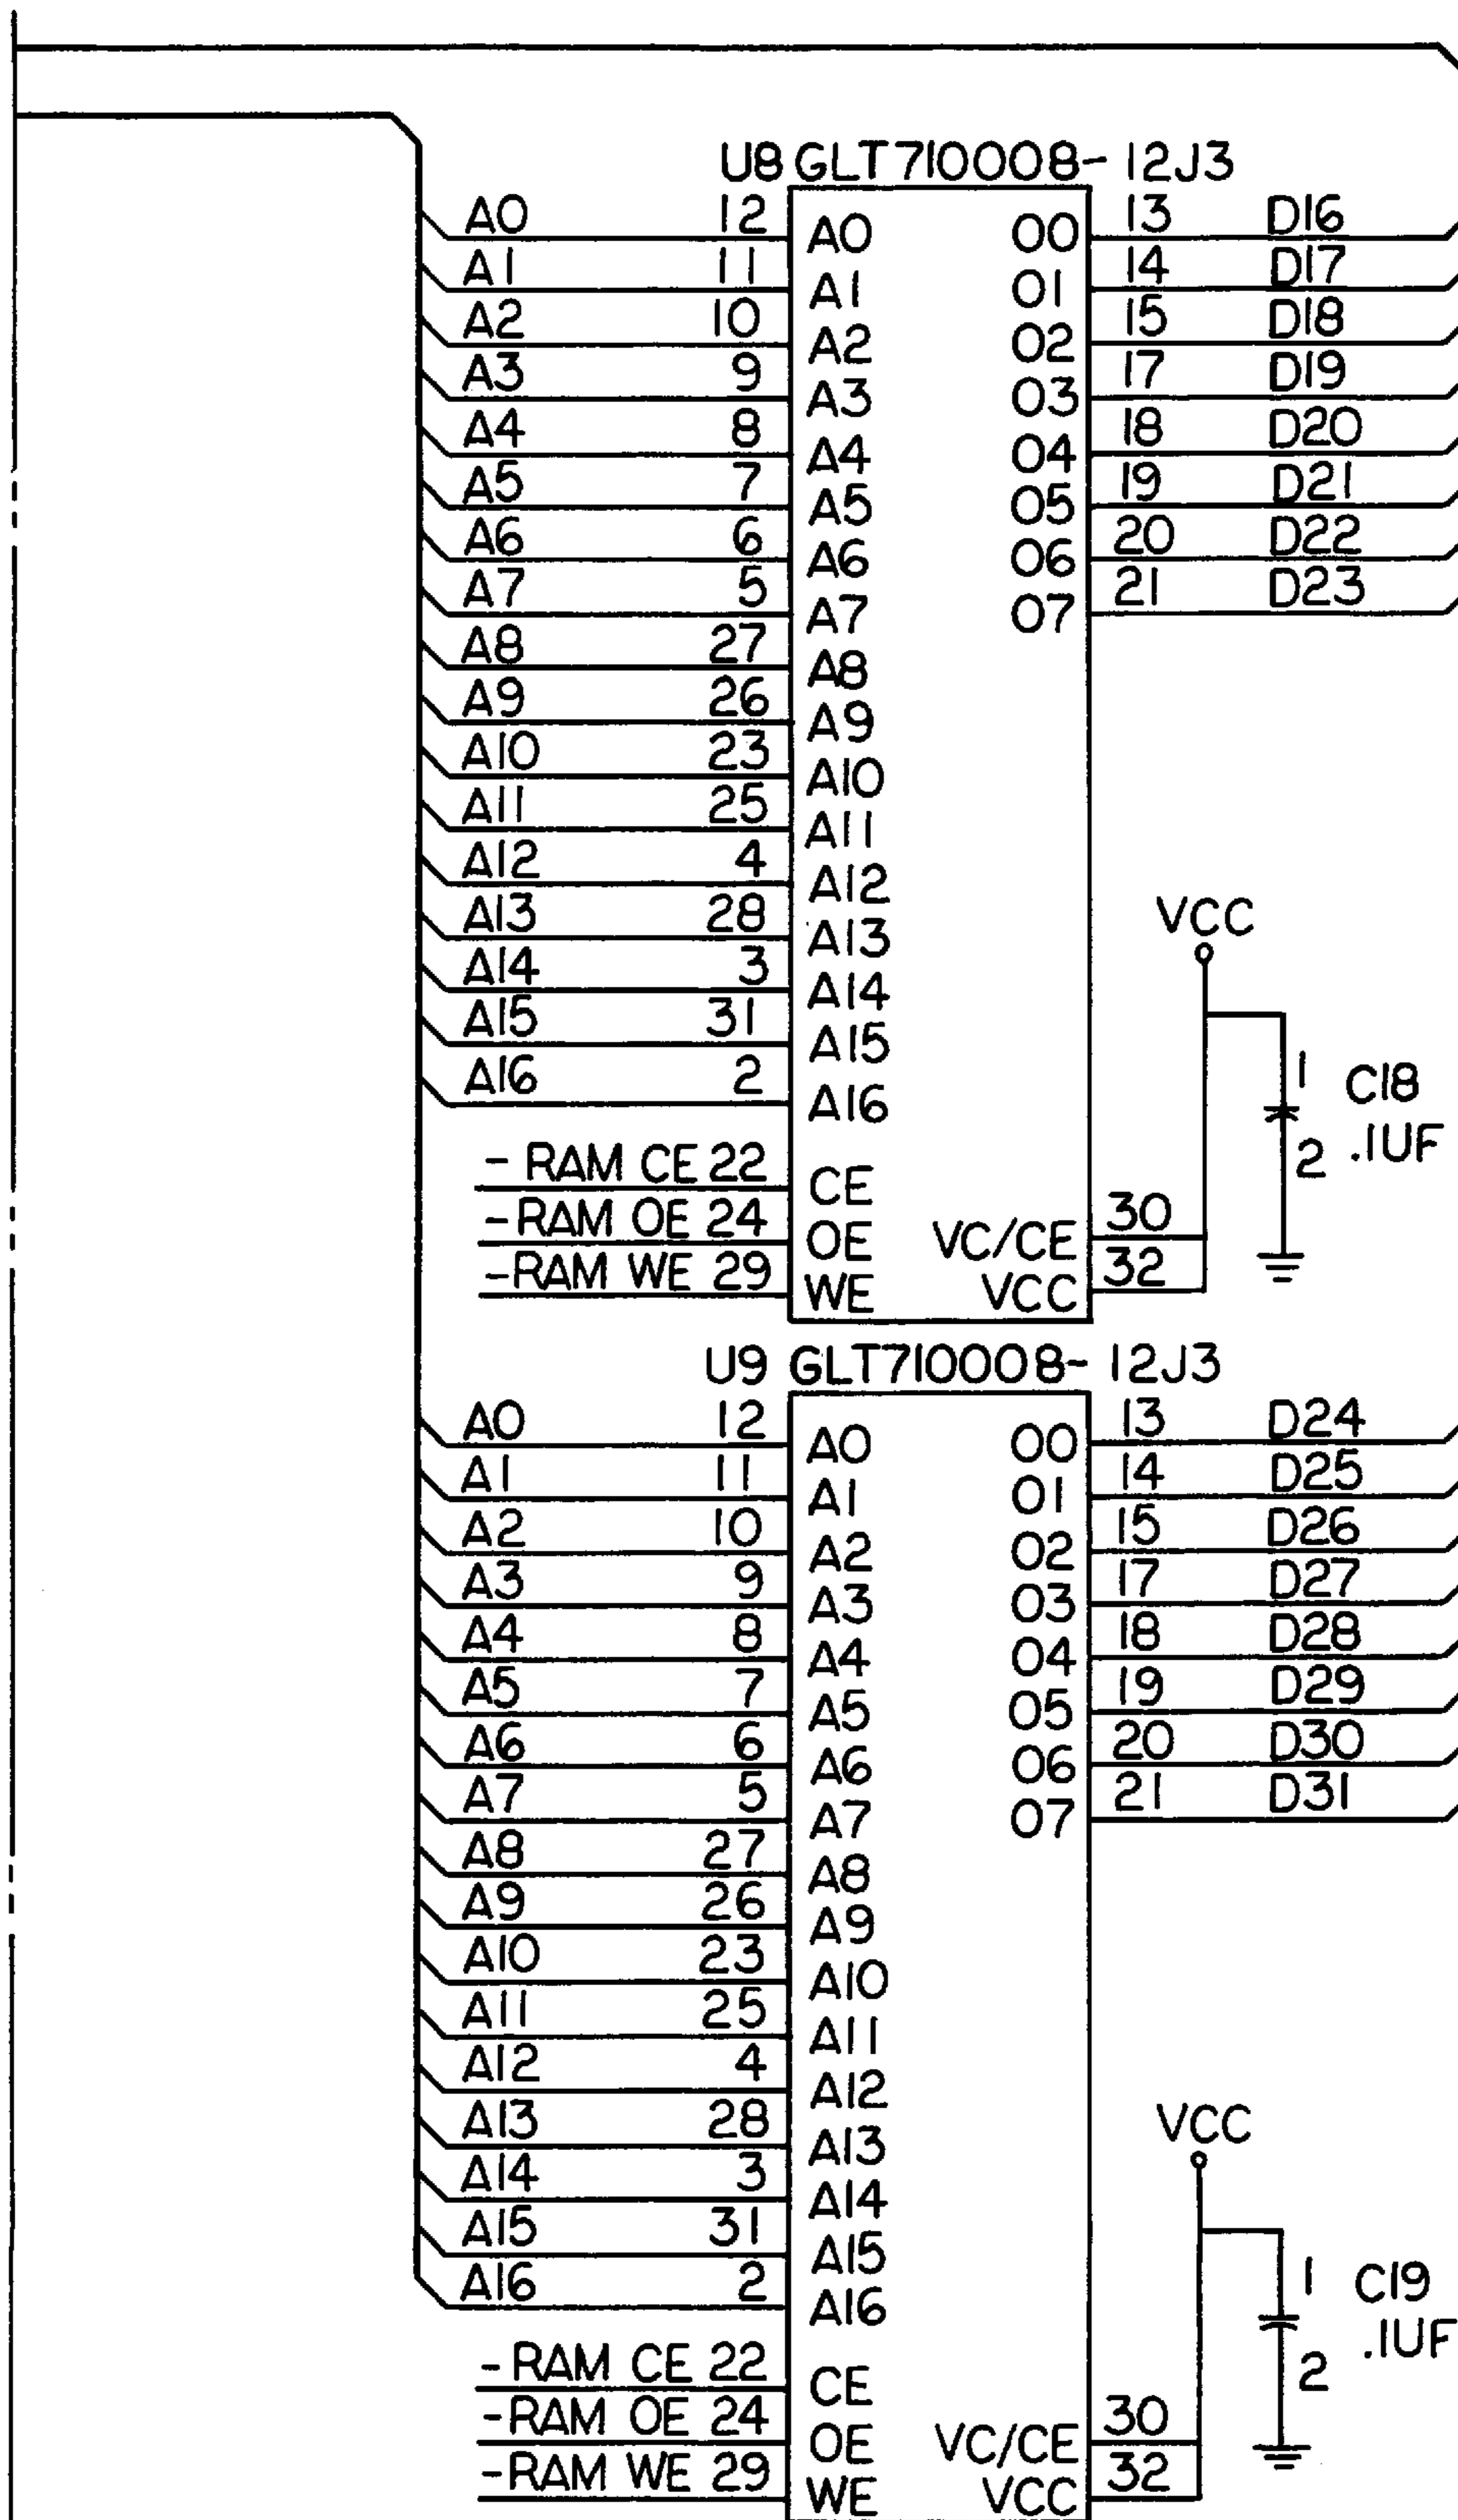 U8 GLT710008-12J3
A0 12 A0 O0 13 D16
A1 11 A1 O1 14 D17
A2 10 A2 O2 15 D18
A3 9 A3 O3 17 D19
A4 8 A4 O4 18 D20
A5 7 A5 O5 19 D21
A6 6 A6 O6 20 D22
A7 5 A7 O7 21 D23
A8 27 A8
A9 26 A9
A10 23 A10
A11 25 A11
A12 4 A12
A13 28 A13 VCC
A14 3 A14
A15 31 A15
A16 2 A16 1 C18
2 .1UF
- RAM CE 22 CE
-RAM OE 24 OE VC/CE 30
-RAM WE 29 WE VCC 32
U9 GLT710008-12J3
A0 12 A0 O0 13 D24
A1 11 A1 O1 14 D25
A2 10 A2 O2 15 D26
A3 9 A3 O3 17 D27
A4 8 A4 O4 18 D28
A5 7 A5 O5 19 D29
A6 6 A6 O6 20 D30
A7 5 A7 O7 21 D31
A8 27 A8
A9 26 A9
A10 23 A10
A11 25 A11
A12 4 A12
A13 28 A13 VCC
A14 3 A14
A15 31 A15
A16 2 A16 1 C19
2 .1UF
- RAM CE 22 CE
-RAM OE 24 OE VC/CE 30
-RAM WE 29 WE VCC 32